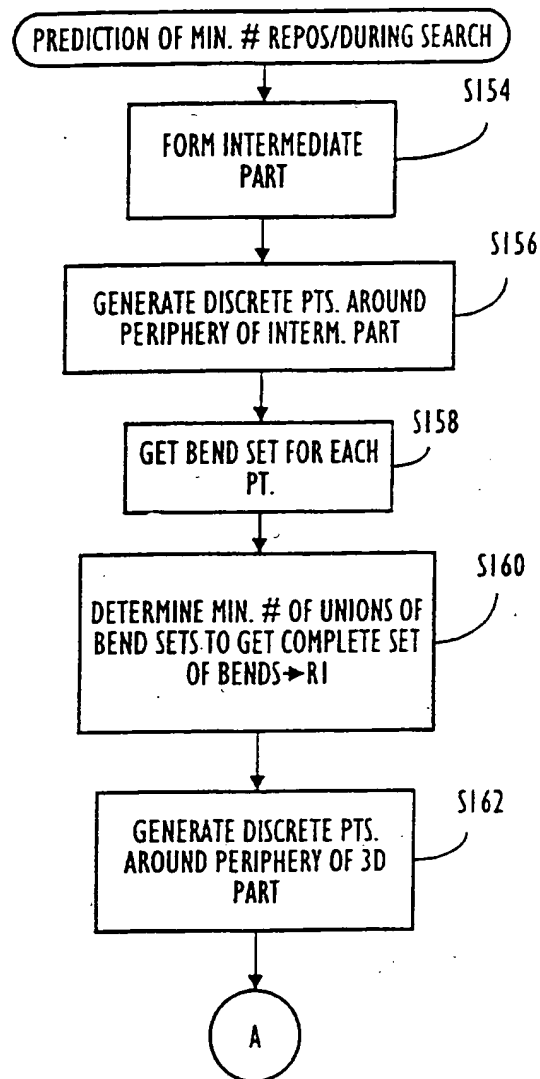 PREDICTION OF MIN. # REPOS/DURING SEARCH
S154
FORM INTERMEDIATE
PART
S156
GENERATE DISCRETE PTS. AROUND
PERIPHERY OF INTERM. PART
S158
GET BEND SET FOR EACH
PT.
S160
DETERMINE MIN. # OF UNIONS OF
BEND SETS TO GET COMPLETE SET
OF BENDS→R1
S162
GENERATE DISCRETE PTS.
AROUND PERIPHERY OF 3D
PART
A